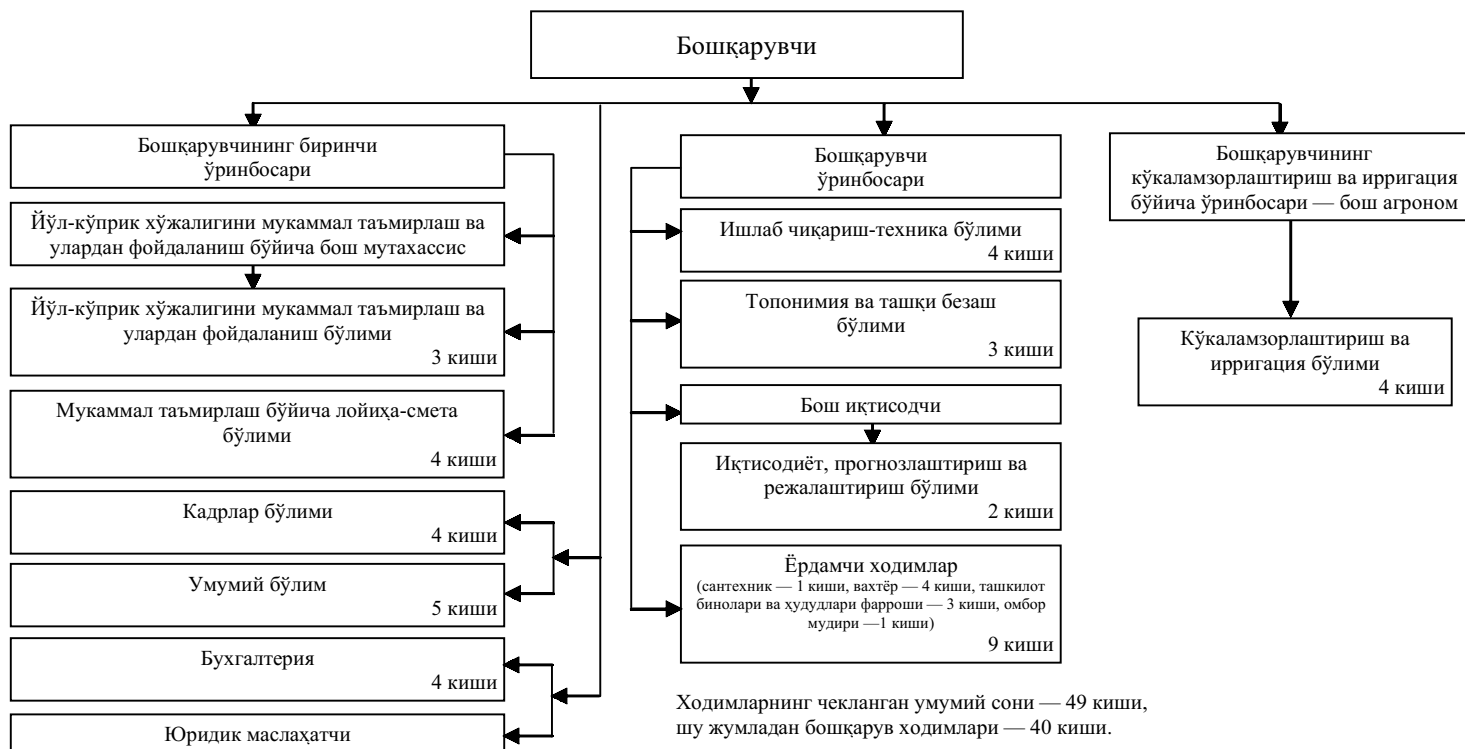 Бошқарувчи
Бошқарувчининг биринчи
ўринбосари
Йўл-кўприк хўжалигини мукаммал таъмирлаш ва
улардан фойдаланиш бўйича бош мутахассис
Йўл-кўприк хўжалигини мукаммал таъмирлаш ва
улардан фойдаланиш бўлими
3 киши
Мукаммал таъмирлаш бўйича лойиҳа-смета
бўлими
4 киши
Кадрлар бўлими
4 киши
Умумий бўлим
5 киши
Бухгалтерия
4 киши
Юридик маслаҳатчи
Бошқарувчи
ўринбосари
Ишлаб чиқариш-техника бўлими
4 киши
Топонимия ва ташқи безаш
бўлими
3 киши
Бош иқтисодчи
Иқтисодиёт, прогнозлаштириш ва
режалаштириш бўлими
2 киши
Ёрдамчи ходимлар
(сантехник — 1 киши, вахтёр — 4 киши, ташкилот
бинолари ва ҳудудлари фарроши — 3 киши, омбор
мудири —1 киши)
9 киши
Бошқарувчининг
кўкаламзорлаштириш ва ирригация
бўйича ўринбосари — бош агроном
Кўкаламзорлаштириш ва
ирригация бўлими
4 киши
Ходимларнинг чекланган умумий сони — 49 киши,
шу жумладан бошқарув ходимлари — 40 киши.